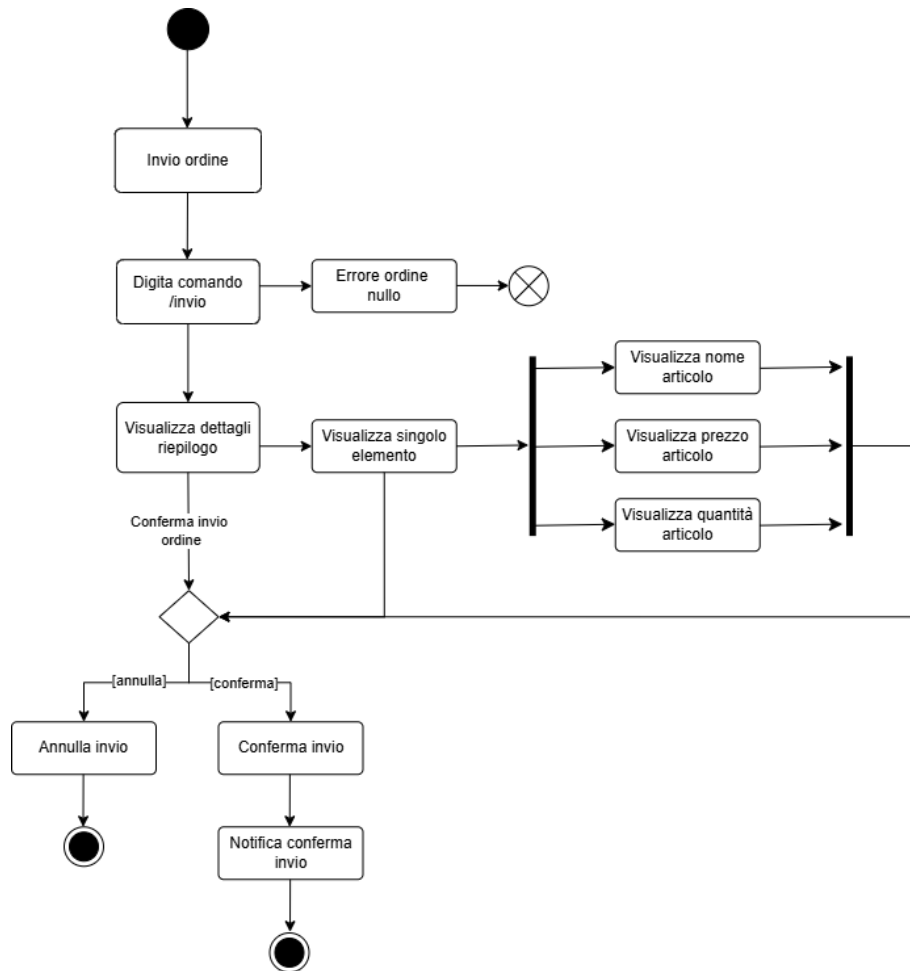 Invio ordine
Digita comando
/invio
Errore ordine
nullo
Visualizza nome
articolo
Visualizza dettagli
riepilogo
Visualizza singolo
elemento
Visualizza prezzo
articolo
Visualizza quantità
articolo
Conferma invio
ordine
[annulla]
[conferma]
Annulla invio
Conferma invio
Notifica conferma
invio